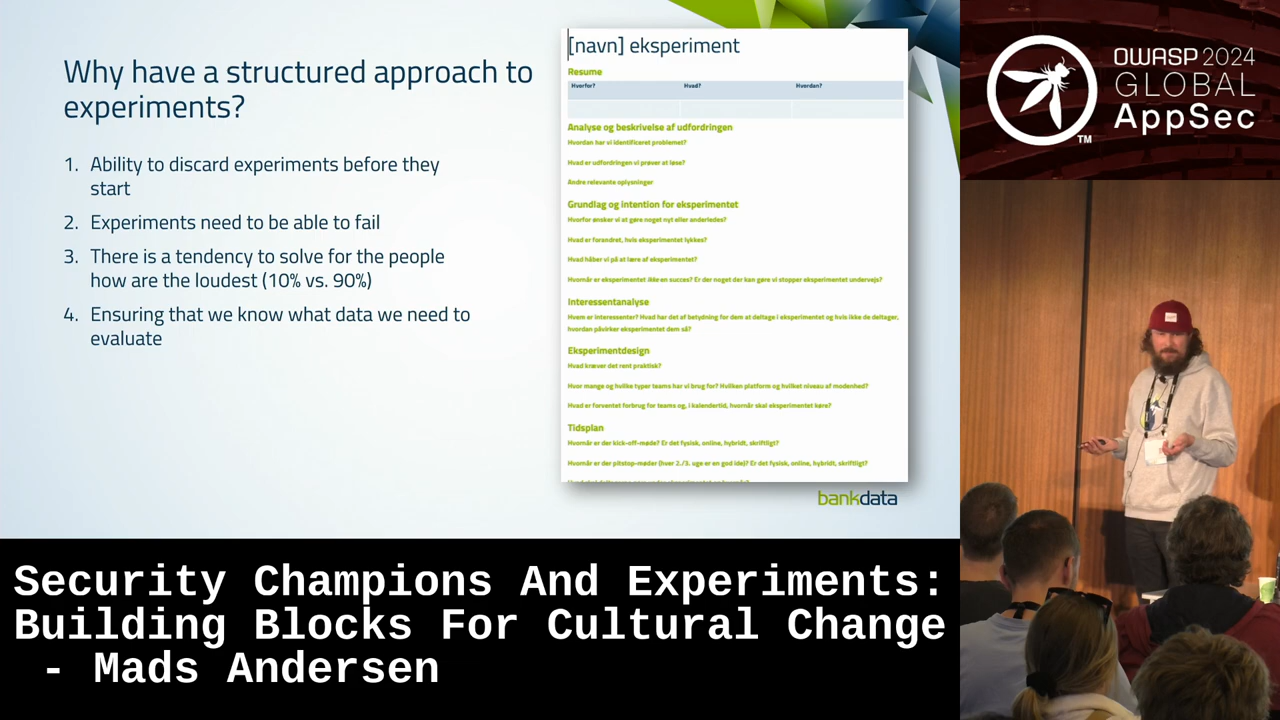 Why have a structured approach to
experiments?
1. Ability to discard experiments before they
start
2. Experiments need to be able to fail
3. There is a tendency to solve for the people
how are the loudest (10% vs. 90%)
4. Ensuring that we know what data we need to
evaluate
[navn] eksperiment
Resume
Hvorfor? Hvad? Hvordan?
Analyse og beskrivelse af udfordringen
Hvordan har vi identificeret problemet?
Hvad er udfordringen vi prøver at løse?
Andre relevante oplysninger
Grundlag og intention for eksperimentet
Hvorfor ønsker vi at gøre noget nyt eller anderledes?
Hvad er forandret, hvis eksperimentet lykkes?
Hvad håber vi på at lære af eksperimentet?
Hvornår er eksperimentet ikke en succes? Er der noget der kan gøre vi stopper eksperimentet undervejs?
Interessentanalyse
Hvem er interessenter? Hvad har det af betydning for dem at deltage i eksperimentet og hvis ikke de deltager,
hvordan påvirker eksperimentet dem så?
Eksperimentdesign
Hvad kræver det rent praktisk?
Hvor mange og hvilke typer teams har vi brug for? Hvilken platform og hvilket niveau af modenhed?
Hvad er forventet forbrug for teams og, i kalendertid, hvornår skal eksperimentet køre?
Tidsplan
Hvornår er der kick-off-møde? Er det fysisk, online, hybridt, skriftligt?
Hvornår er der pitstop-møder (hver 2./3. uge er en god ide)? Er det fysisk, online, hybridt, skriftligt?
bankdata
OWASP 2024
GLOBAL
AppSec
TM
Security Champions And Experiments:
Building Blocks For Cultural Change
- Mads Andersen